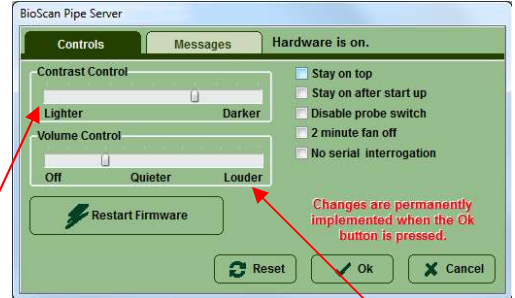 BioScan Pipe Server
Controls Messages Hardware is on.
Contrast Control
Lighter Darker
Volume Control
Off Quieter Louder
Restart Firmware
Stay on top
Stay on after start up
Disable probe switch
2 minute fan off
No serial interrogation
Changes are permanently
implemented when the Ok
button is pressed.
Reset Ok Cancel